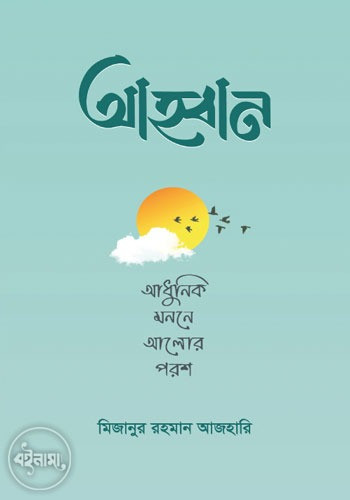 আহ্বান
আধুনিক
মননে
আলোর
পরশ
মিজানুর রহমান আজহারি
বইনামা